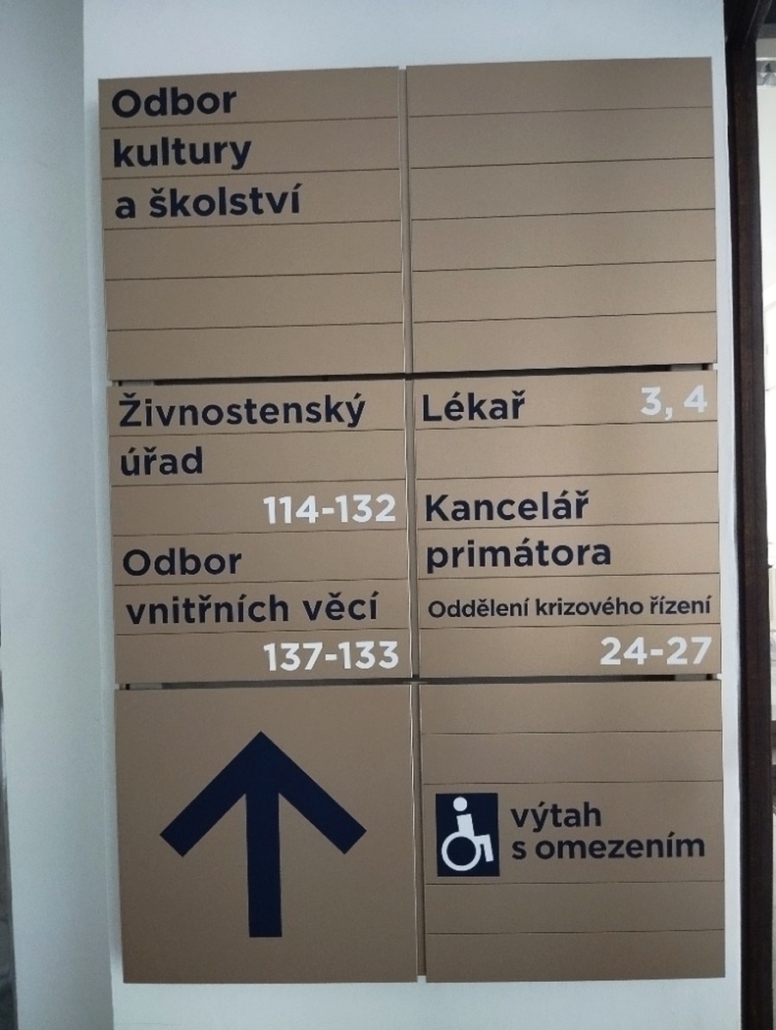 Odbor
kultury
a školství
Živnostenský
úřad
114-132
Odbor
vnitřních věcí
137-133
Lékař 3, 4
Kancelář
primátora
Oddělení krizového řízení
24-27
výtah
s omezením